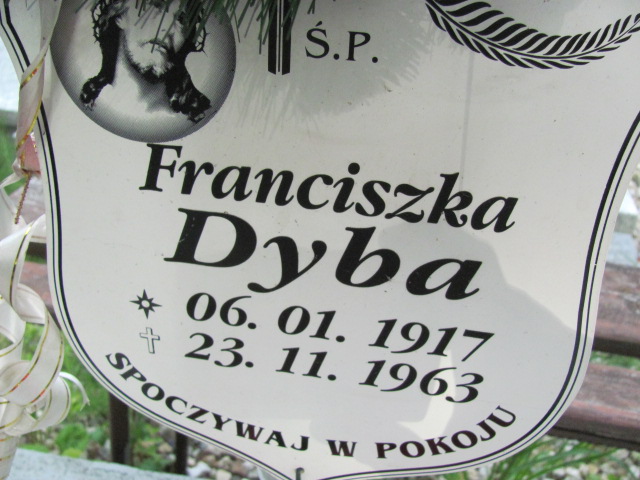 Ś.P.
Franciszka
Dyba
06. 01. 1917
23. 11. 1963
SPOCZYWAJ W POKOJU